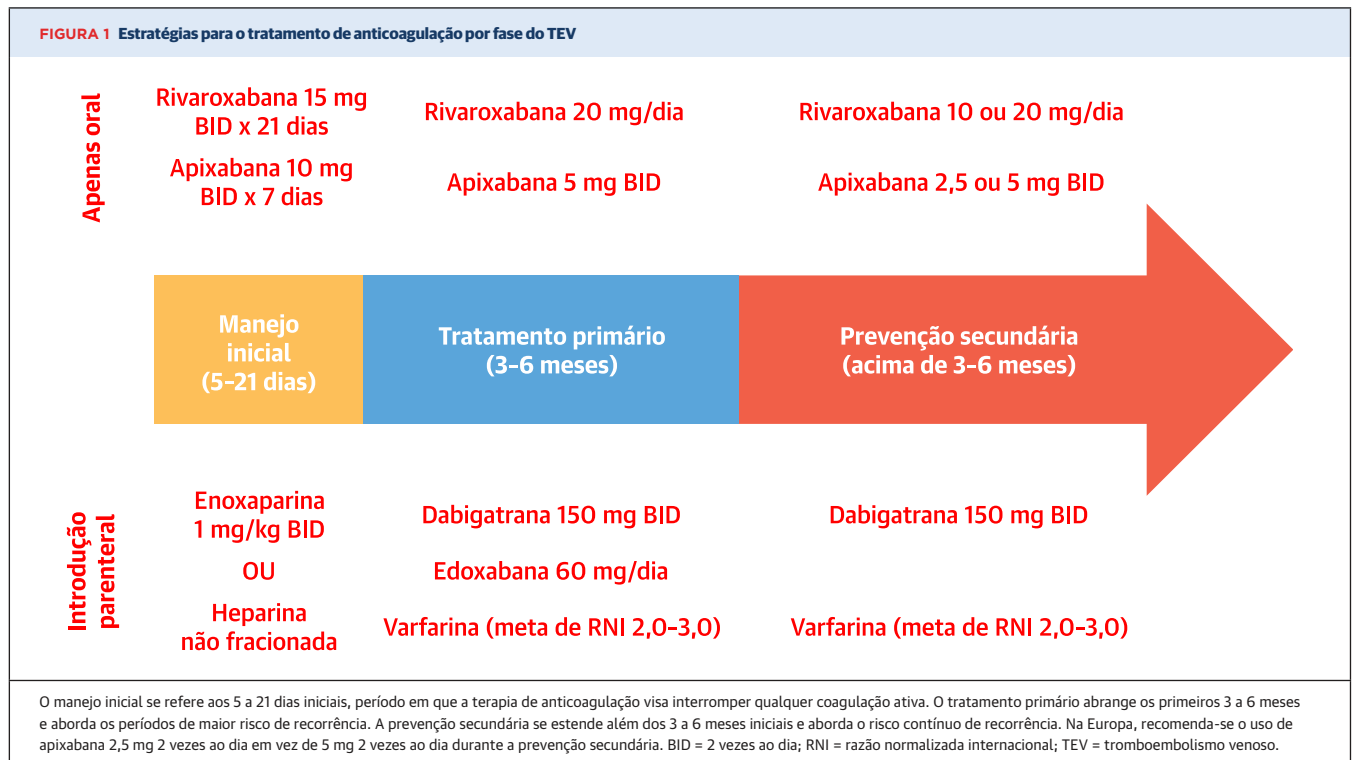 FIGURA 1 Estratégias para o tratamento de anticoagulação por fase do TEV
Apenas oral
Rivaroxabana 15 mg
BID x 21 dias
Rivaroxabana 20 mg/dia
Rivaroxabana 10 ou 20 mg/dia
Apixabana 10 mg
BID x 7 dias
Apixabana 5 mg BID
Apixabana 2,5 ou 5 mg BID
Manejo
inicial
(5-21 dias)
Tratamento primário
(3-6 meses)
Prevenção secundária
(acima de 3-6 meses)
Introdução
parenteral
Enoxaparina
1 mg/kg BID
Dabigatrana 150 mg BID
Dabigatrana 150 mg BID
OU
Edoxabana 60 mg/dia
Heparina
não fracionada
Varfarina (meta de RNI 2,0-3,0)
Varfarina (meta de RNI 2,0-3,0)
O manejo inicial se refere aos 5 a 21 dias iniciais, período em que a terapia de anticoagulação visa interromper qualquer coagulação ativa. O tratamento primário abrange os primeiros 3 a 6 meses
e aborda os períodos de maior risco de recorrência. A prevenção secundária se estende além dos 3 a 6 meses iniciais e aborda o risco contínuo de recorrência. Na Europa, recomenda-se o uso de
apixabana 2,5 mg 2 vezes ao dia em vez de 5 mg 2 vezes ao dia durante a prevenção secundária. BID = 2 vezes ao dia; RNI = razão normalizada internacional; TEV = tromboembolismo venoso.